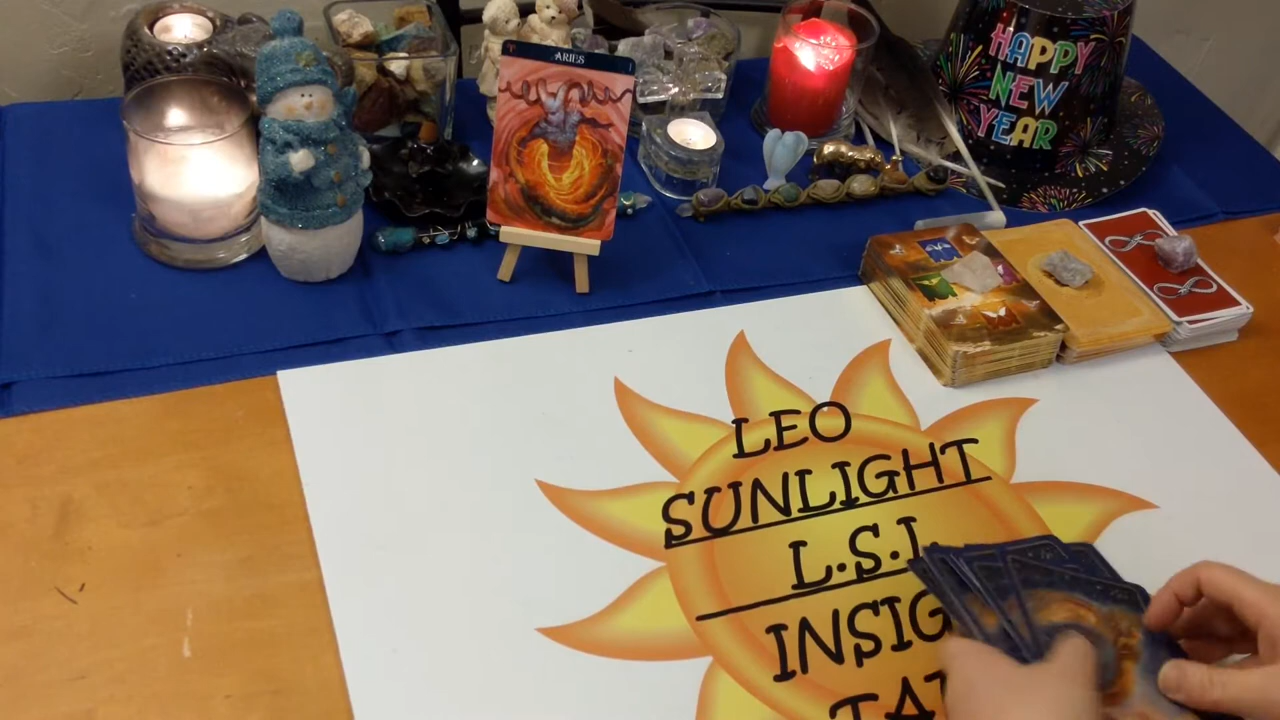 ARIES
HAPPY
NEW
YEAR
LEO
SUNLIGHT
L.S.I.